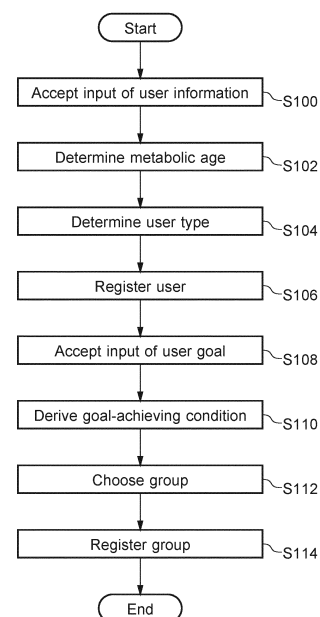 Start
Accept input of user information
S100
Determine metabolic age
S102
Determine user type
S104
Register user
S106
Accept input of user goal
S108
Derive goal-achieving condition
S110
Choose group
S112
Register group
S114
End